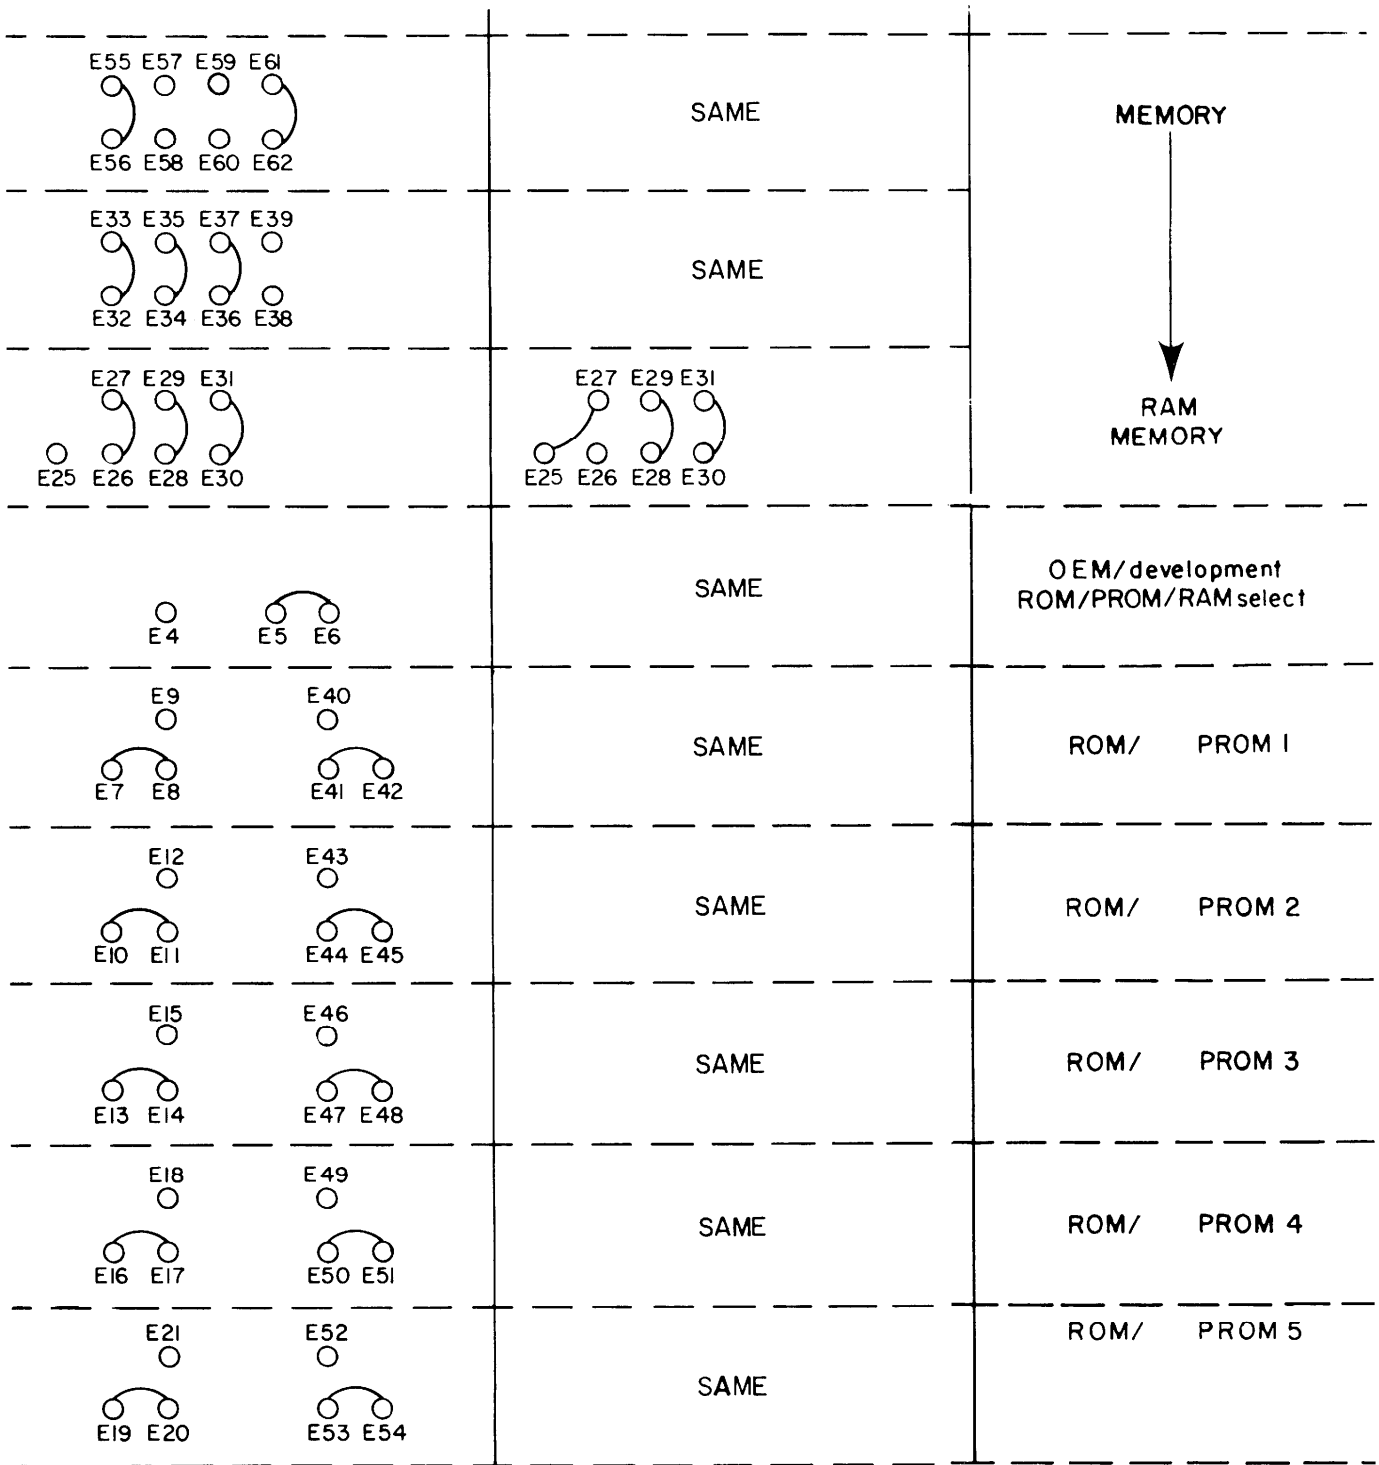 E55 E57 E59 E61
E56 E58 E60 E62
SAME
MEMORY
E33 E35 E37 E39
E32 E34 E36 E38
SAME
E27 E29 E31
E25 E26 E28 E30
E27 E29 E31
E25 E26 E28 E30
RAM
MEMORY
E4 E5 E6
SAME
OEM/development
ROM/PROM/RAM select
E9 E40
E7 E8 E41 E42
SAME
ROM/ PROM 1
E12 E43
E10 E11 E44 E45
SAME
ROM/ PROM 2
E15 E46
E13 E14 E47 E48
SAME
ROM/ PROM 3
E18 E49
E16 E17 E50 E51
SAME
ROM/ PROM 4
E21 E52
E19 E20 E53 E54
SAME
ROM/ PROM 5